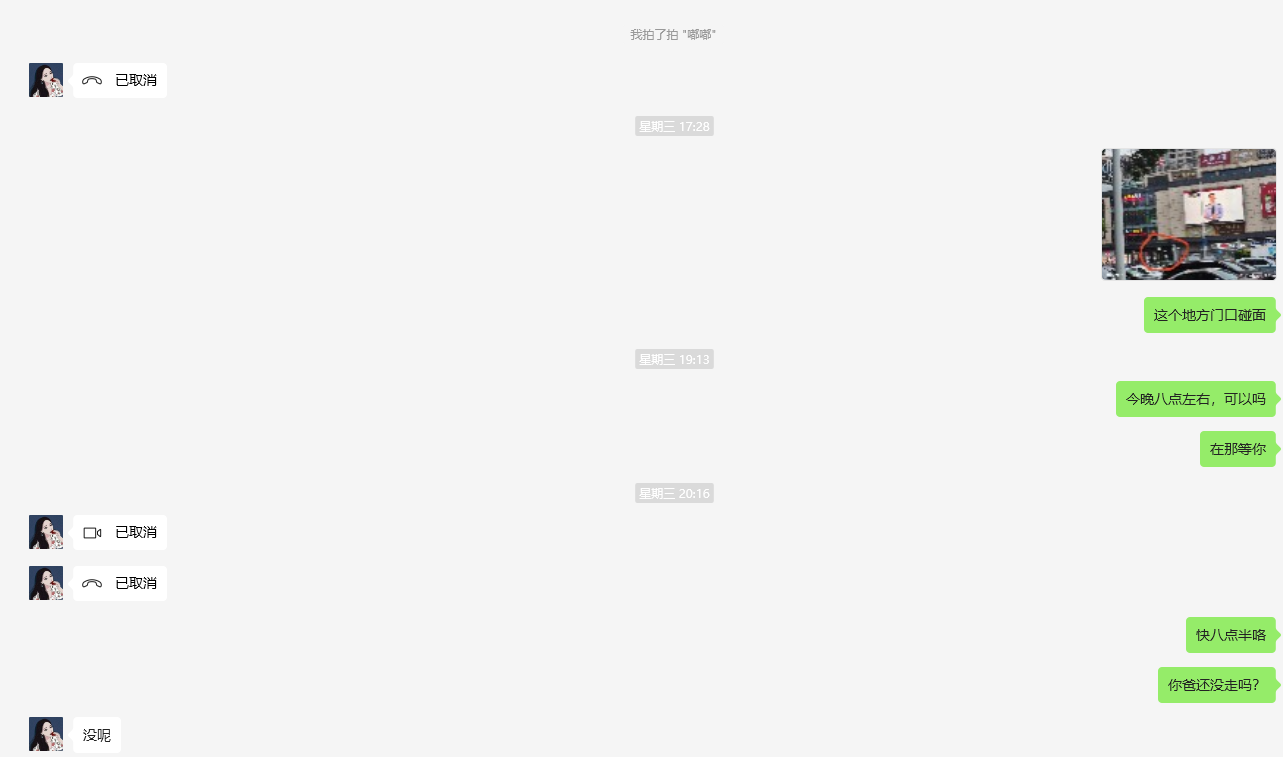 我拍了拍 "嘟嘟"
已取消
星期三 17:28
这个地方门口碰面
星期三 19:13
今晚八点左右，可以吗
在那等你
星期三 20:16
已取消
已取消
快八点半咯
你爸还没走吗？
没呢